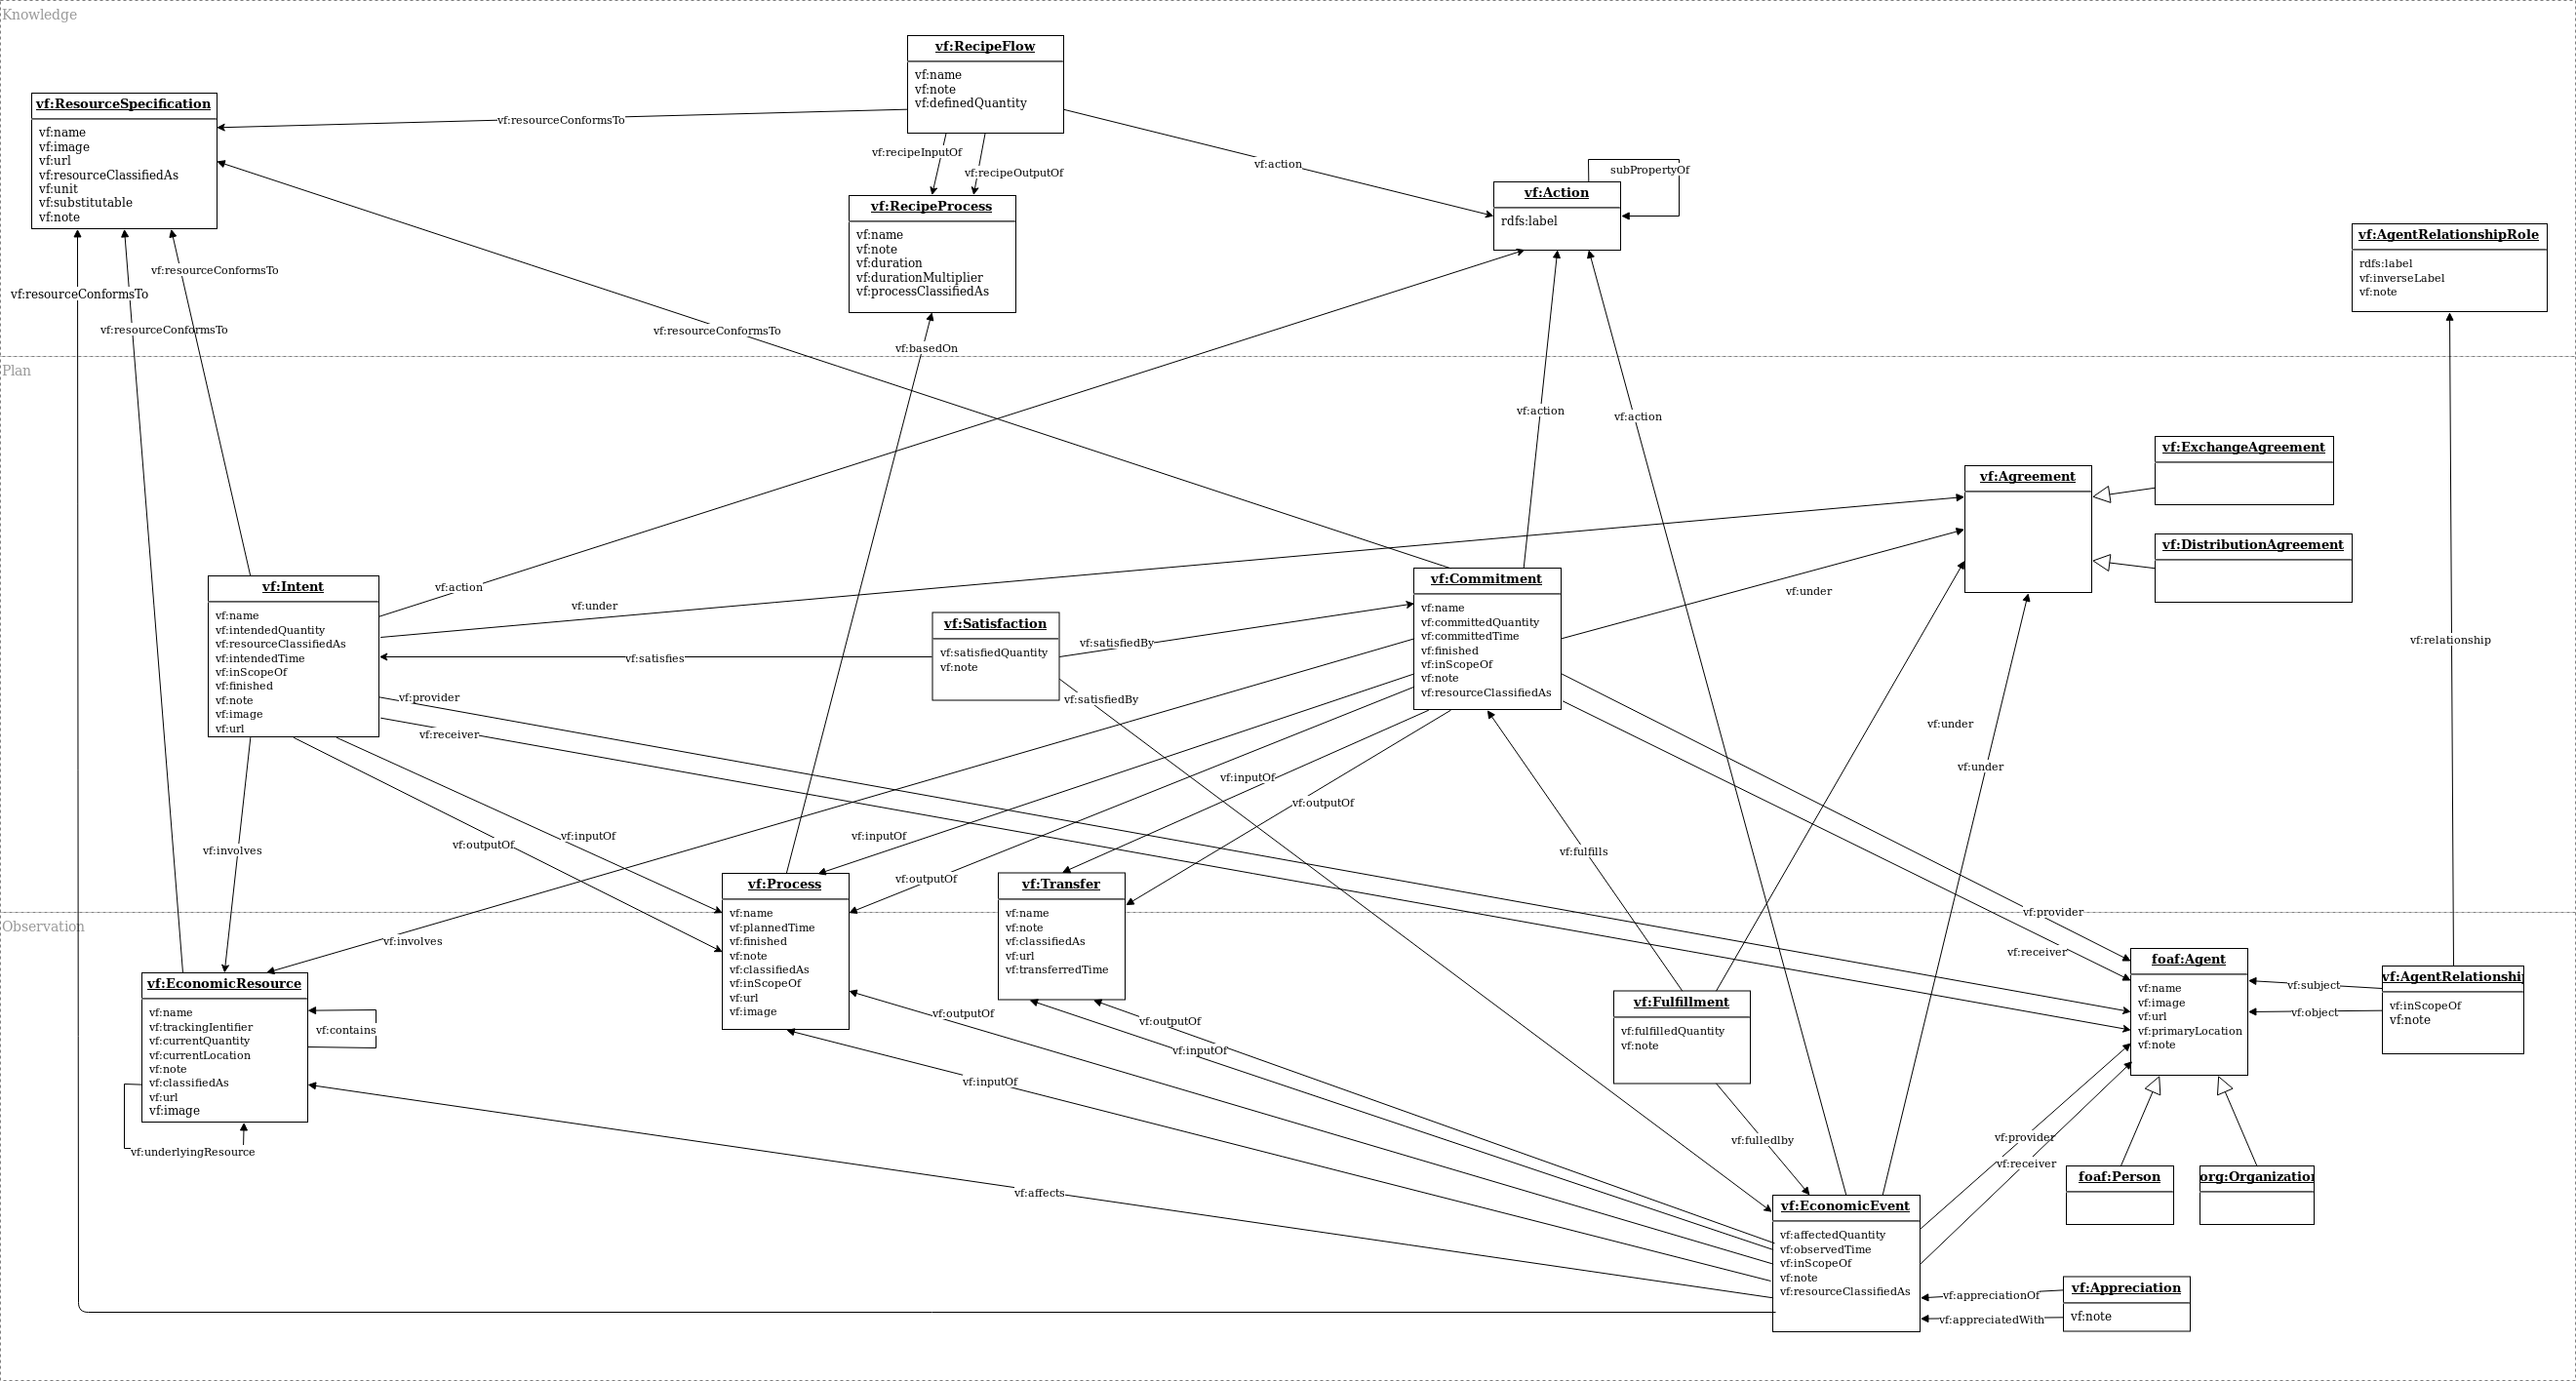 Knowledge
vf:RecipeFlow
vf:name
vf:note
vf:definedQuantity
vf:ResourceSpecification
vf:name
vf:image
vf:url
vf:resourceClassifiedAs
vf:unit
vf:substitutable
vf:note
vf:resourceConformsTo
vf:recipeInputOf
vf:recipeOutputOf
vf:action
subPropertyOf
vf:Action
rdfs:label
vf:RecipeProcess
vf:name
vf:note
vf:duration
vf:durationMultiplier
vf:processClassifiedAs
vf:AgentRelationshipRole
rdfs:label
vf:inverseLabel
vf:note
vf:resourceConformsTo
vf:resourceConformsTo
vf:resourceConformsTo
vf:resourceConformsTo
vf:basedOn
Plan
vf:action
vf:action
vf:ExchangeAgreement
vf:Agreement
vf:DistributionAgreement
vf:Intent
vf:name
vf:intendedQuantity
vf:resourceClassifiedAs
vf:intendedTime
vf:inScopeOf
vf:finished
vf:note
vf:image
vf:url
vf:action
vf:under
vf:Satisfaction
vf:satisfiedQuantity
vf:note
vf:satisfies
vf:satisfiedBy
vf:satisfiedBy
vf:Commitment
vf:name
vf:committedQuantity
vf:committedTime
vf:finished
vf:inScopeOf
vf:note
vf:resourceClassifiedAs
vf:under
vf:relationship
vf:provider
vf:receiver
vf:under
vf:under
vf:inputOf
vf:outputOf
vf:involves
vf:outputOf
vf:inputOf
vf:inputOf
vf:outputOf
vf:fulfills
vf:Process
vf:name
vf:plannedTime
vf:finished
vf:note
vf:classifiedAs
vf:inScopeOf
vf:url
vf:image
vf:Transfer
vf:name
vf:note
vf:classifiedAs
vf:url
vf:transferredTime
Observation
vf:involves
vf:provider
vf:receiver
vf:EconomicResource
vf:name
vf:trackingIentifier
vf:currentQuantity
vf:currentLocation
vf:note
vf:classifiedAs
vf:url
vf:image
vf:contains
vf:underlyingResource
vf:outputOf
vf:inputOf
vf:outputOf
vf:inputOf
vf:Fulfillment
vf:fulfilledQuantity
vf:note
foaf:Agent
vf:name
vf:image
vf:url
vf:primaryLocation
vf:note
vf:subject
vf:object
vf:AgentRelationship
vf:inScopeOf
vf:note
vf:fulledIby
vf:provider
vf:receiver
foaf:Person
org:Organization
vf:affects
vf:EconomicEvent
vf:affectedQuantity
vf:observedTime
vf:inScopeOf
vf:note
vf:resourceClassifiedAs
vf:appreciationOf
vf:appreciatedWith
vf:Appreciation
vf:note